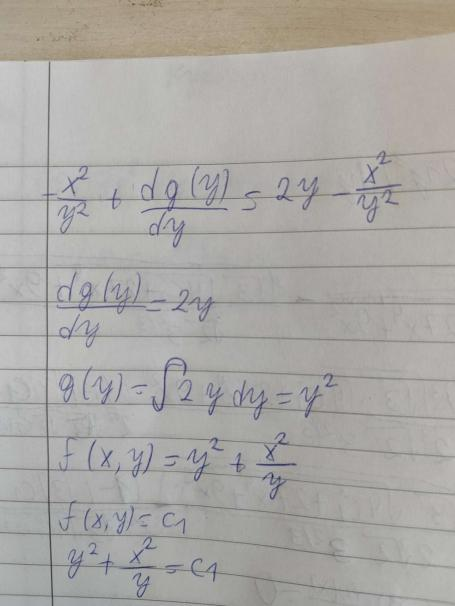 -x²/y² + dg(y)/dy = 2y - x²/y²
dg(y)/dy = 2y
g(y) = ∫2y dy = y²
f(x,y) = y² + x²/y
f(x,y) = C1
y² + x²/y = C1